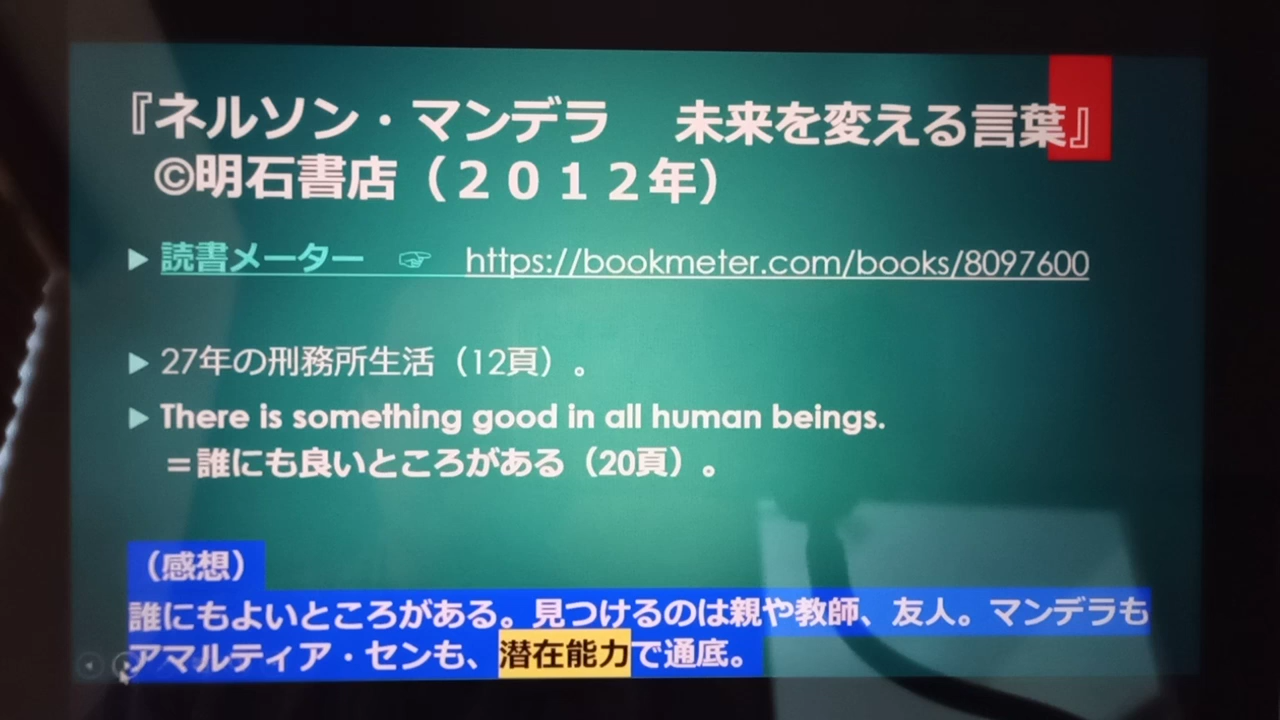 『ネルソン・マンデラ　未来を変える言葉』
©明石書店（２０１２年）
読書メーター　☞　https://bookmeter.com/books/8097600
27年の刑務所生活（12頁）。
There is something good in all human beings.
＝誰にも良いところがある（20頁）。
（感想）
誰にもよいところがある。見つけるのは親や教師、友人。マンデラも
アマルティア・センも、潜在能力で通底。